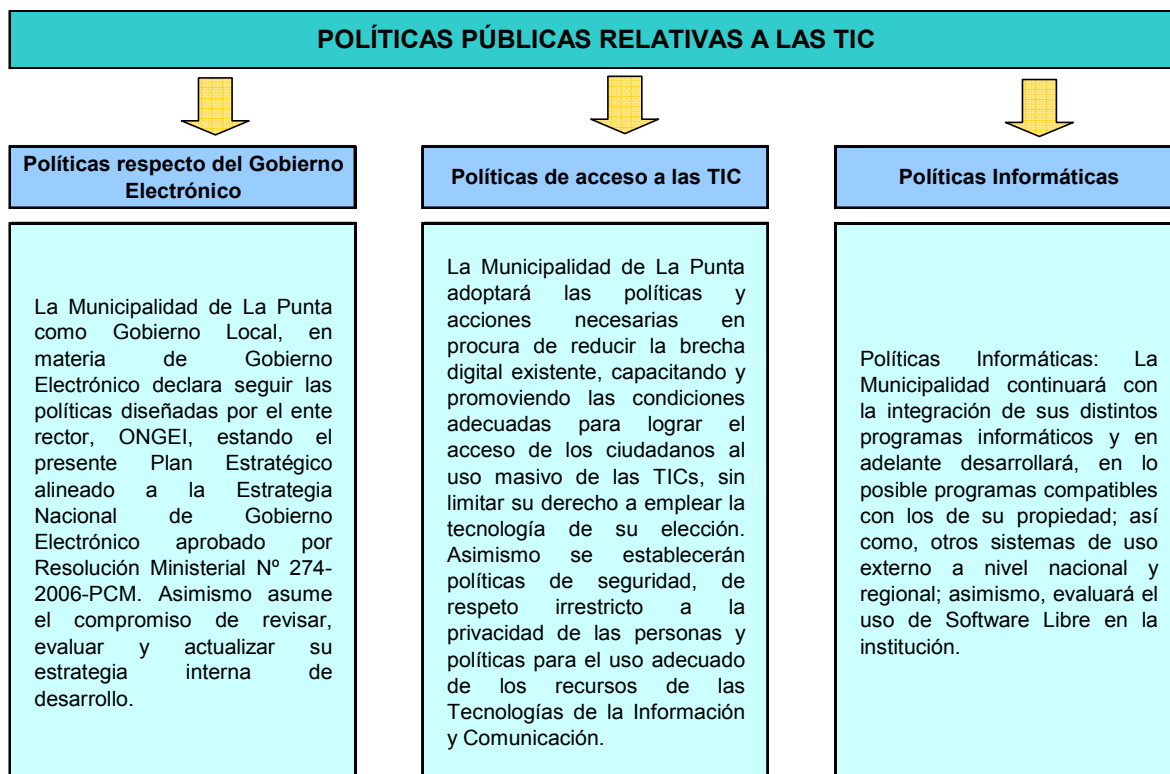 POLÍTICAS PÚBLICAS RELATIVAS A LAS TIC
Políticas respecto del Gobierno
Electrónico
La Municipalidad de La Punta
como Gobierno Local, en
materia de Gobierno
Electrónico declara seguir las
políticas diseñadas por el ente
rector, ONGEI, estando el
presente Plan Estratégico
alineado a la Estrategia
Nacional de Gobierno
Electrónico aprobado por
Resolución Ministerial Nº 274-
2006-PCM. Asimismo asume
el compromiso de revisar,
evaluar y actualizar su
estrategia interna de
desarrollo.
Políticas de acceso a las TIC
La Municipalidad de La Punta
adoptará las políticas y
acciones necesarias en
procura de reducir la brecha
digital existente, capacitando y
promoviendo las condiciones
adecuadas para lograr el
acceso de los ciudadanos al
uso masivo de las TICs, sin
limitar su derecho a emplear la
tecnología de su elección.
Asimismo se establecerán
políticas de seguridad, de
respeto irrestricto a la
privacidad de las personas y
políticas para el uso adecuado
de los recursos de las
Tecnologías de la Información
y Comunicación.
Políticas Informáticas
Políticas Informáticas: La
Municipalidad continuará con
la integración de sus distintos
programas informáticos y en
adelante desarrollará, en lo
posible programas compatibles
con los de su propiedad; así
como, otros sistemas de uso
externo a nivel nacional y
regional; asimismo, evaluará el
uso de Software Libre en la
institución.